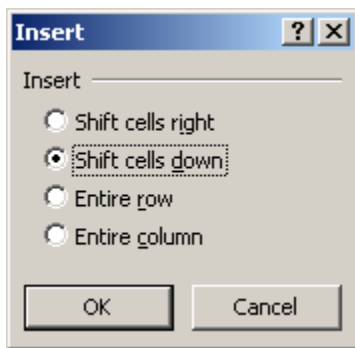 Insert
Insert
Shift cells right
Shift cells down
Entire row
Entire column
OK Cancel